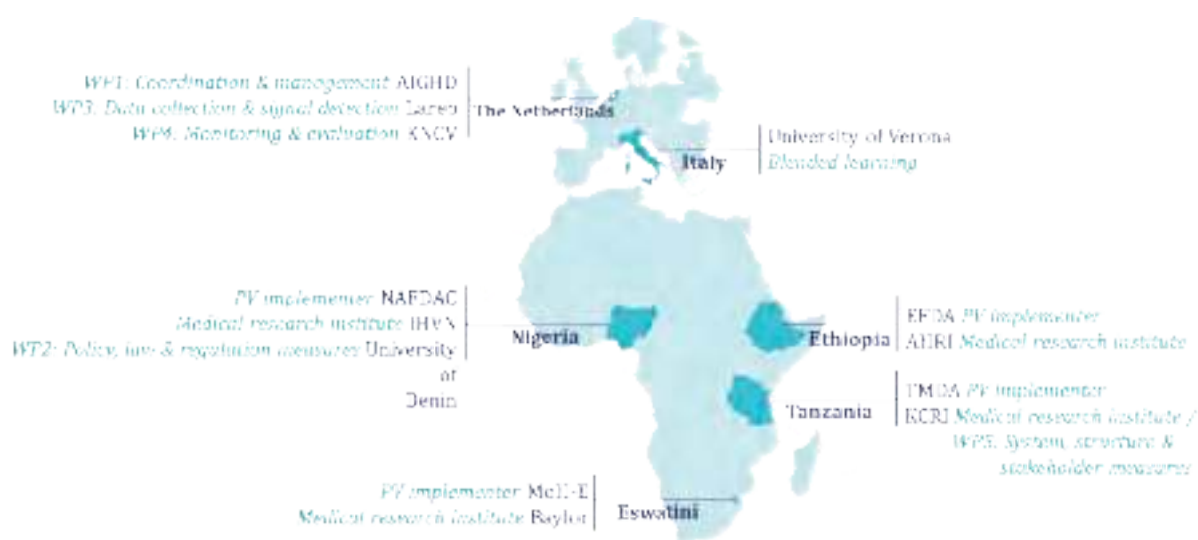 WP1: Coordination & management AIGHD
WP3: Data collection & signal detection Lareb
WP4: Monitoring & evaluation KNCV
The Netherlands
University of Verona
Italy
Blended learning
PV implementer NAFDAC
Medical research institute IHVN
WP2: Policy, law & regulation measures University
of
Benin
Nigeria
EFDA PV implementer
Ethiopia
AHRI Medical research institute
TMDA PV implementer
Tanzania
KCRI Medical research institute /
WP5: System, structure &
stakeholder measures
PV implementer MoH-E
Medical research institute Baylor
Eswatini